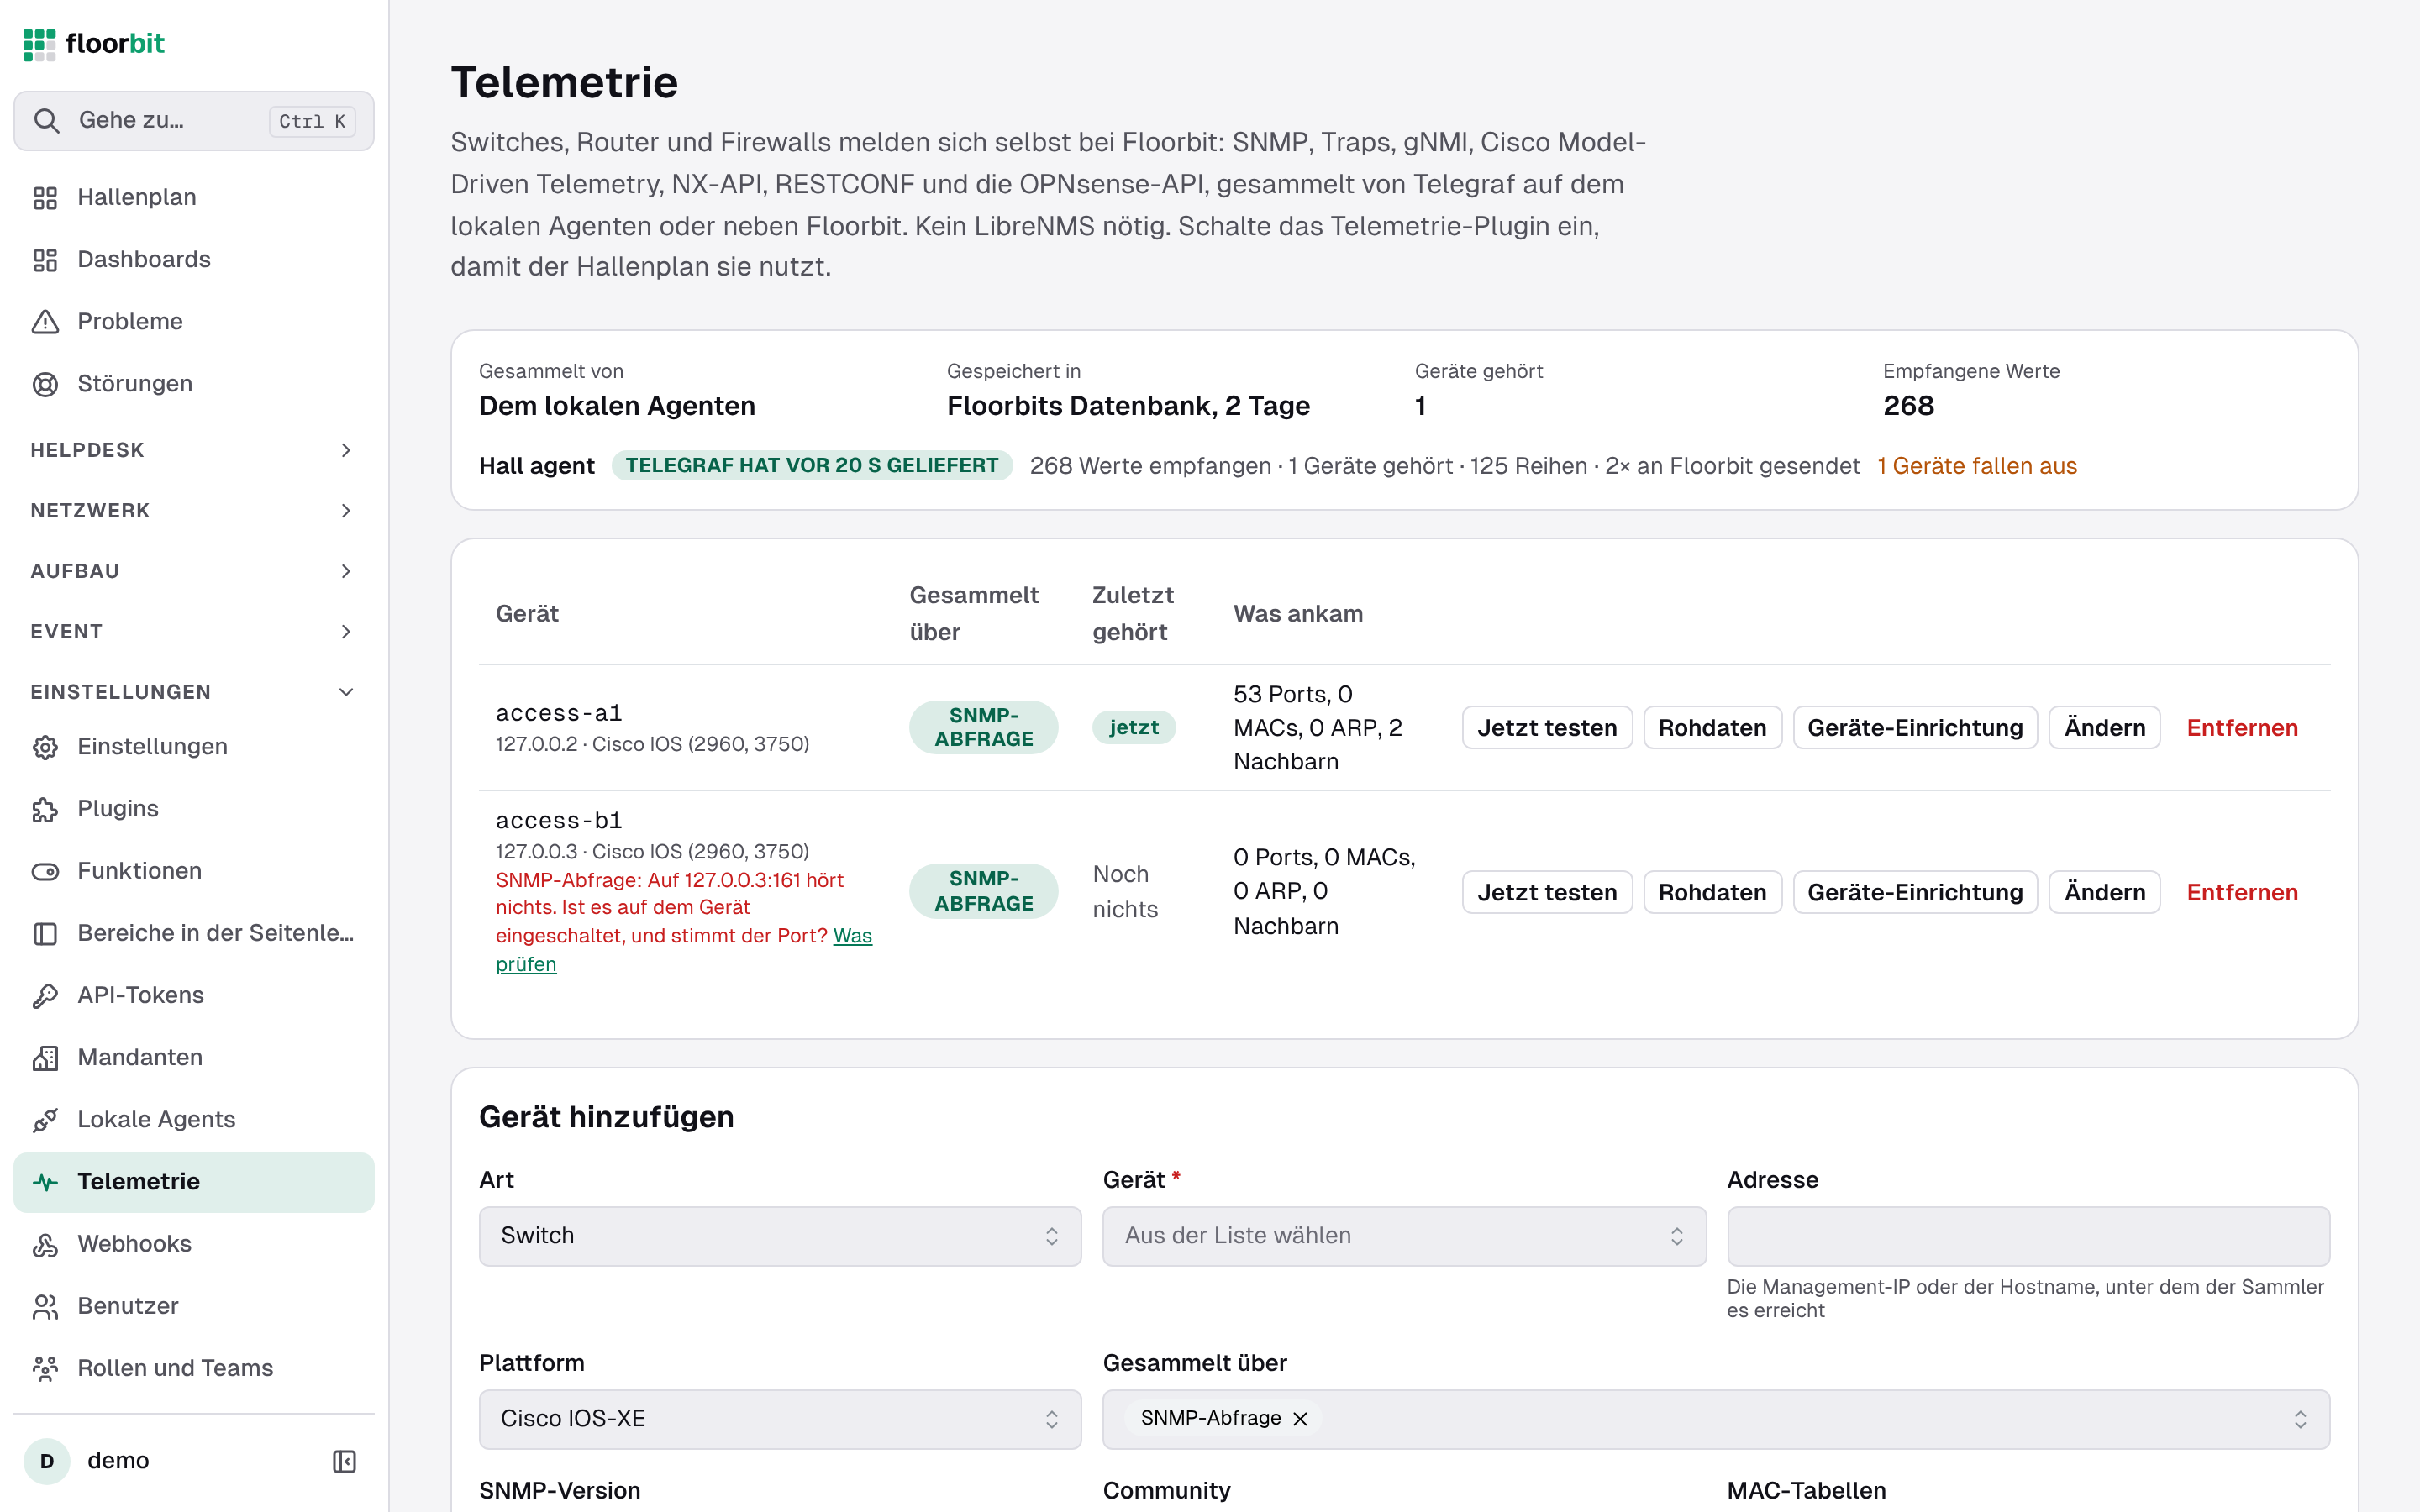 floorbit
Gehe zu... Ctrl K
Hallenplan
Dashboards
Probleme
Störungen
HELPDESK
NETZWERK
AUFBAU
EVENT
EINSTELLUNGEN
Einstellungen
Plugins
Funktionen
Bereiche in der Seitenle...
API-Tokens
Mandanten
Lokale Agents
Telemetrie
Webhooks
Benutzer
Rollen und Teams
D demo
Telemetrie
Switches, Router und Firewalls melden sich selbst bei Floorbit: SNMP, Traps, gNMI, Cisco Model-
Driven Telemetry, NX-API, RESTCONF und die OPNsense-API, gesammelt von Telegraf auf dem
lokalen Agenten oder neben Floorbit. Kein LibreNMS nötig. Schalte das Telemetrie-Plugin ein,
damit der Hallenplan sie nutzt.
Gesammelt von
Dem lokalen Agenten
Gespeichert in
Floorbits Datenbank, 2 Tage
Geräte gehört
1
Empfangene Werte
268
Hall agent TELEGRAF HAT VOR 20 S GELIEFERT 268 Werte empfangen · 1 Geräte gehört · 125 Reihen · 2× an Floorbit gesendet 1 Geräte fallen aus
Gerät
Gesammelt
über
Zuletzt
gehört
Was ankam
access-a1
127.0.0.2 · Cisco IOS (2960, 3750)
SNMP-
ABFRAGE
jetzt
53 Ports, 0
MACs, 0 ARP, 2
Nachbarn
Jetzt testen Rohdaten Geräte-Einrichtung Ändern Entfernen
access-b1
127.0.0.3 · Cisco IOS (2960, 3750)
SNMP-Abfrage: Auf 127.0.0.3:161 hört
nichts. Ist es auf dem Gerät
eingeschaltet, und stimmt der Port? Was
prüfen
SNMP-
ABFRAGE
Noch
nichts
0 Ports, 0 MACs,
0 ARP, 0
Nachbarn
Jetzt testen Rohdaten Geräte-Einrichtung Ändern Entfernen
Gerät hinzufügen
Art
Switch
Gerät *
Aus der Liste wählen
Adresse
Die Management-IP oder der Hostname, unter dem der Sammler
es erreicht
Plattform
Cisco IOS-XE
Gesammelt über
SNMP-Abfrage
SNMP-Version
Community
MAC-Tabellen